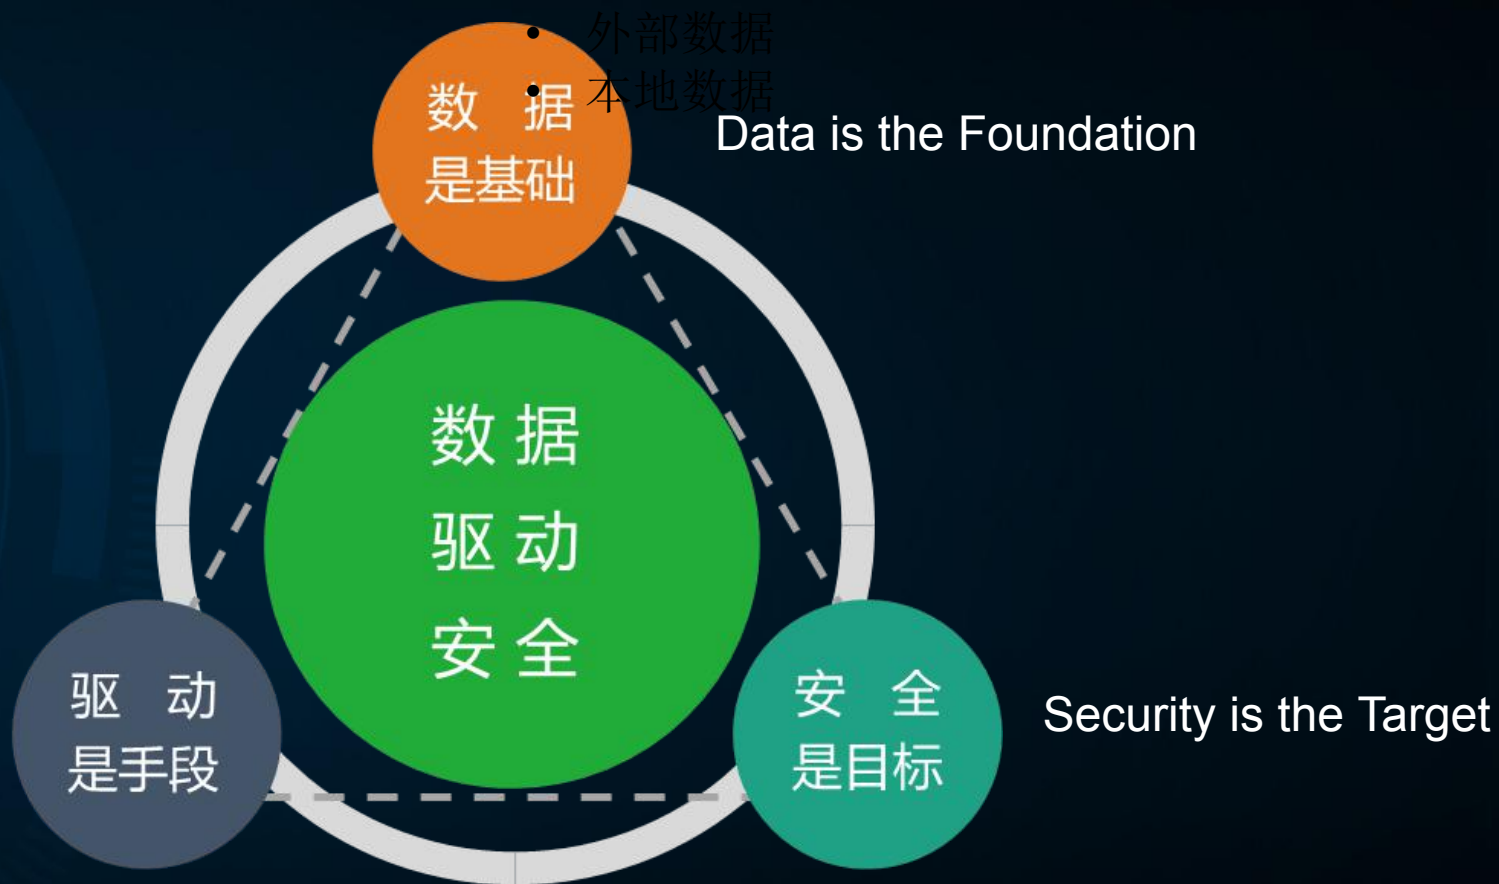 • 外部数据
• 本地数据
数 据
是基础
Data is the Foundation
数 据
驱 动
安 全
驱 动
是手段
安 全
是目标
Security is the Target